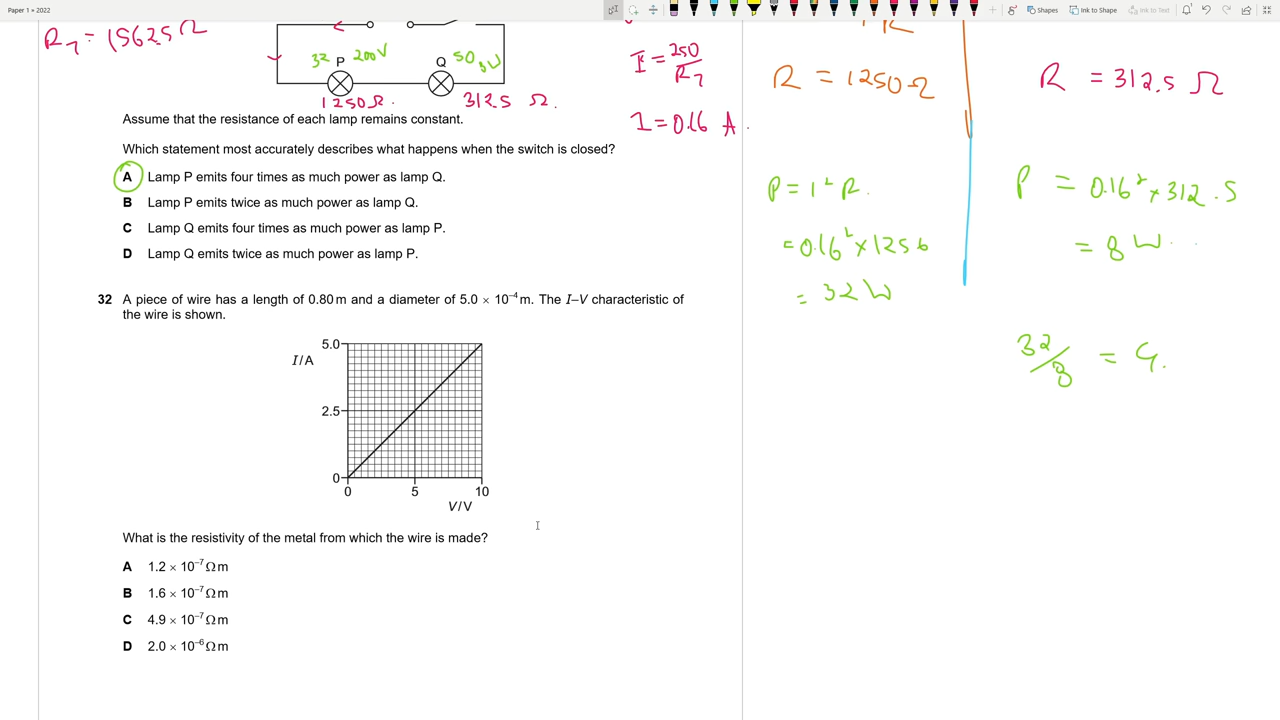 Paper 1 » 2022
Shapes
Ink to Shape
Ink to Text
R₇ = 1562.5 Ω
32 P 200V
Q 50 8W
1250Ω.
312.5 Ω.
I = 250/R₇
I = 0.16 A.
R = 1250Ω
R = 312.5 Ω
Assume that the resistance of each lamp remains constant.
Which statement most accurately describes what happens when the switch is closed?
A Lamp P emits four times as much power as lamp Q.
B Lamp P emits twice as much power as lamp Q.
C Lamp Q emits four times as much power as lamp P.
D Lamp Q emits twice as much power as lamp P.
P = I² R.
= 0.16² × 1250
= 32 W
P = 0.16² × 312.5
= 8 W
32/8 = 4.
32 A piece of wire has a length of 0.80 m and a diameter of 5.0 × 10⁻⁴ m. The I–V characteristic of
the wire is shown.
5.0
I / A
2.5
0
0 5 10
V / V
What is the resistivity of the metal from which the wire is made?
A 1.2 × 10⁻⁷ Ω m
B 1.6 × 10⁻⁷ Ω m
C 4.9 × 10⁻⁷ Ω m
D 2.0 × 10⁻⁶ Ω m